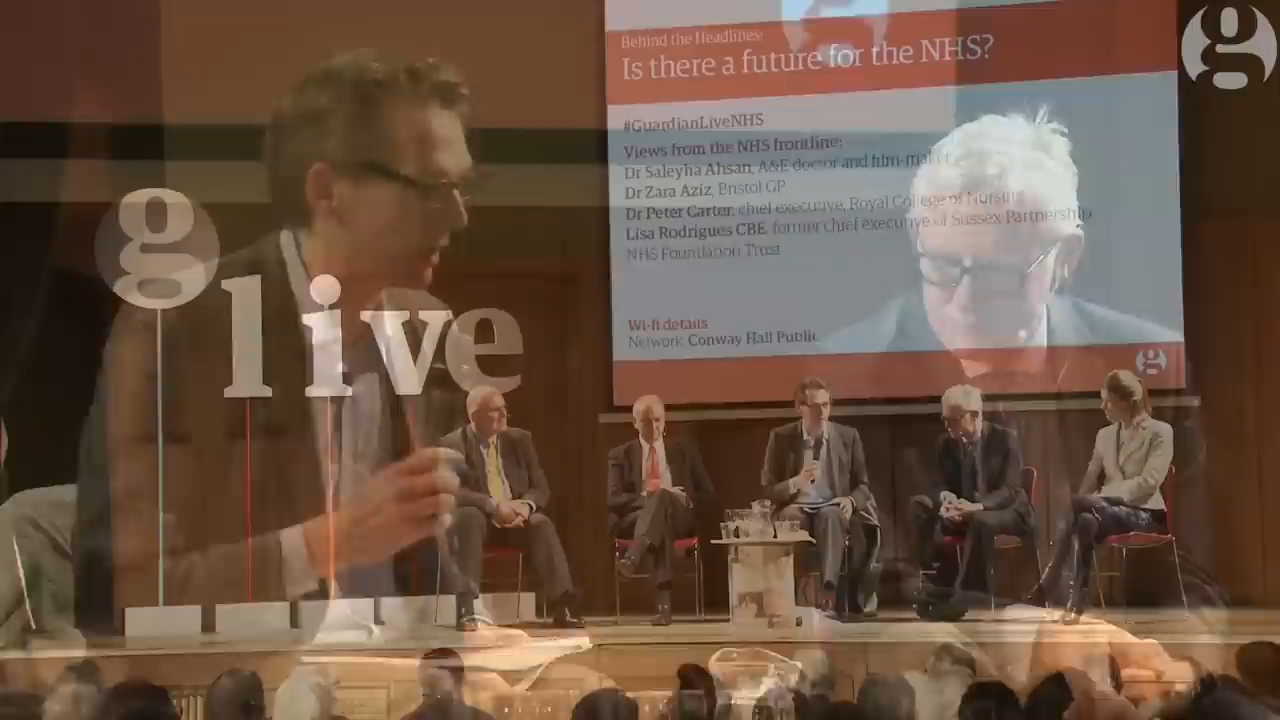 g
Behind the Headlines:
Is there a future for the NHS?
#GuardianLiveNHS
Views from the NHS frontline:
Dr Saleyha Ahsan, A&E doctor and film-maker
Dr Zara Aziz, Bristol GP
Dr Peter Carter, chief executive, Royal College of Nursing
Lisa Rodrigues CBE, former chief executive of Sussex Partnership
NHS Foundation Trust
Wi-fi details
Network: Conway Hall Public
g
g
live